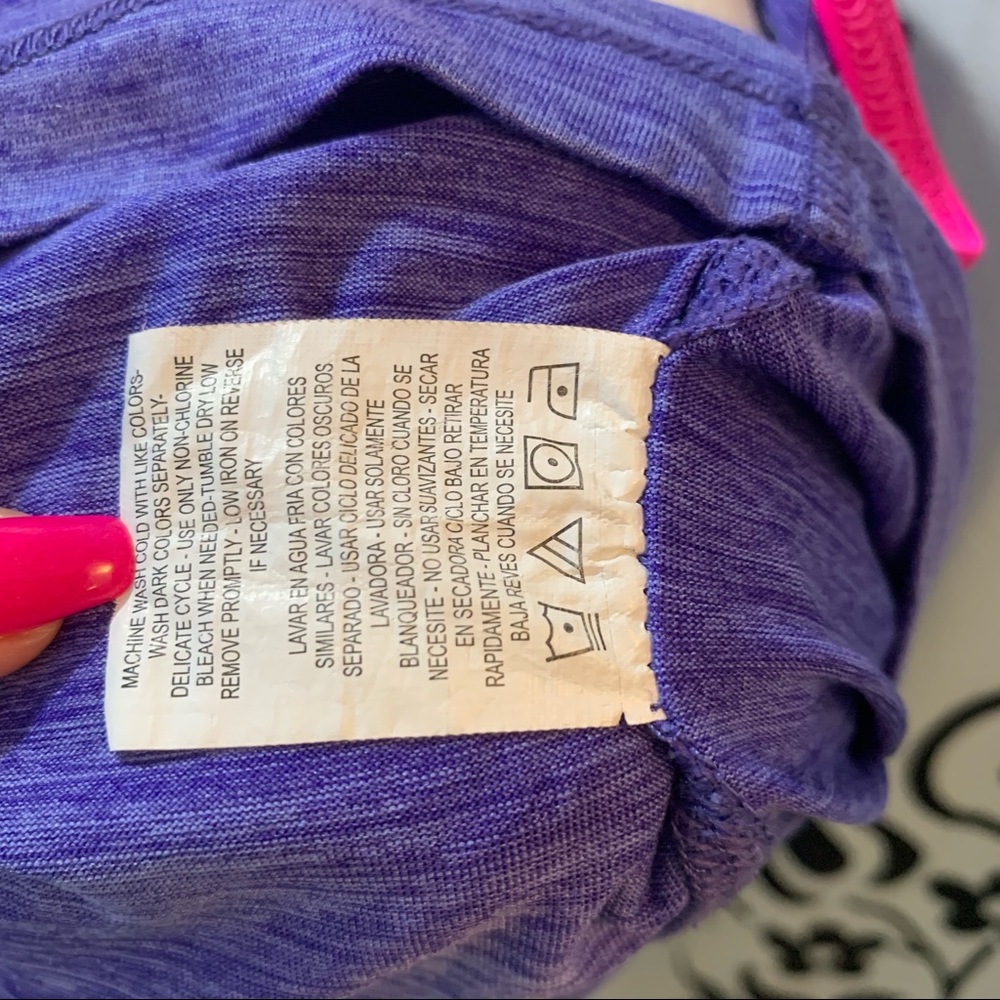 MACHINE WASH COLD WITH LIKE COLORS-
WASH DARK COLORS SEPARATELY-
DELICATE CYCLE - USE ONLY NON-CHLORINE
BLEACH WHEN NEEDED-TUMBLE DRY LOW
REMOVE PROMPTLY - LOW IRON ON REVERSE
IF NECESSARY
LAVAR EN AGUA FRIA CON COLORES
SIMILARES - LAVAR COLORES OSCUROS
SEPARADO - USAR CICLO DELICADO DE LA
LAVADORA - USAR SOLAMENTE
BLANQUEADOR - SIN CLORO CUANDO SE
NECESITE - NO USAR SUAVIZANTES - SECAR
EN SECADORA CICLO BAJO RETIRAR
RAPIDAMENTE - PLANCHAR EN TEMPERATURA
BAJA REVES CUANDO SE NECESITE